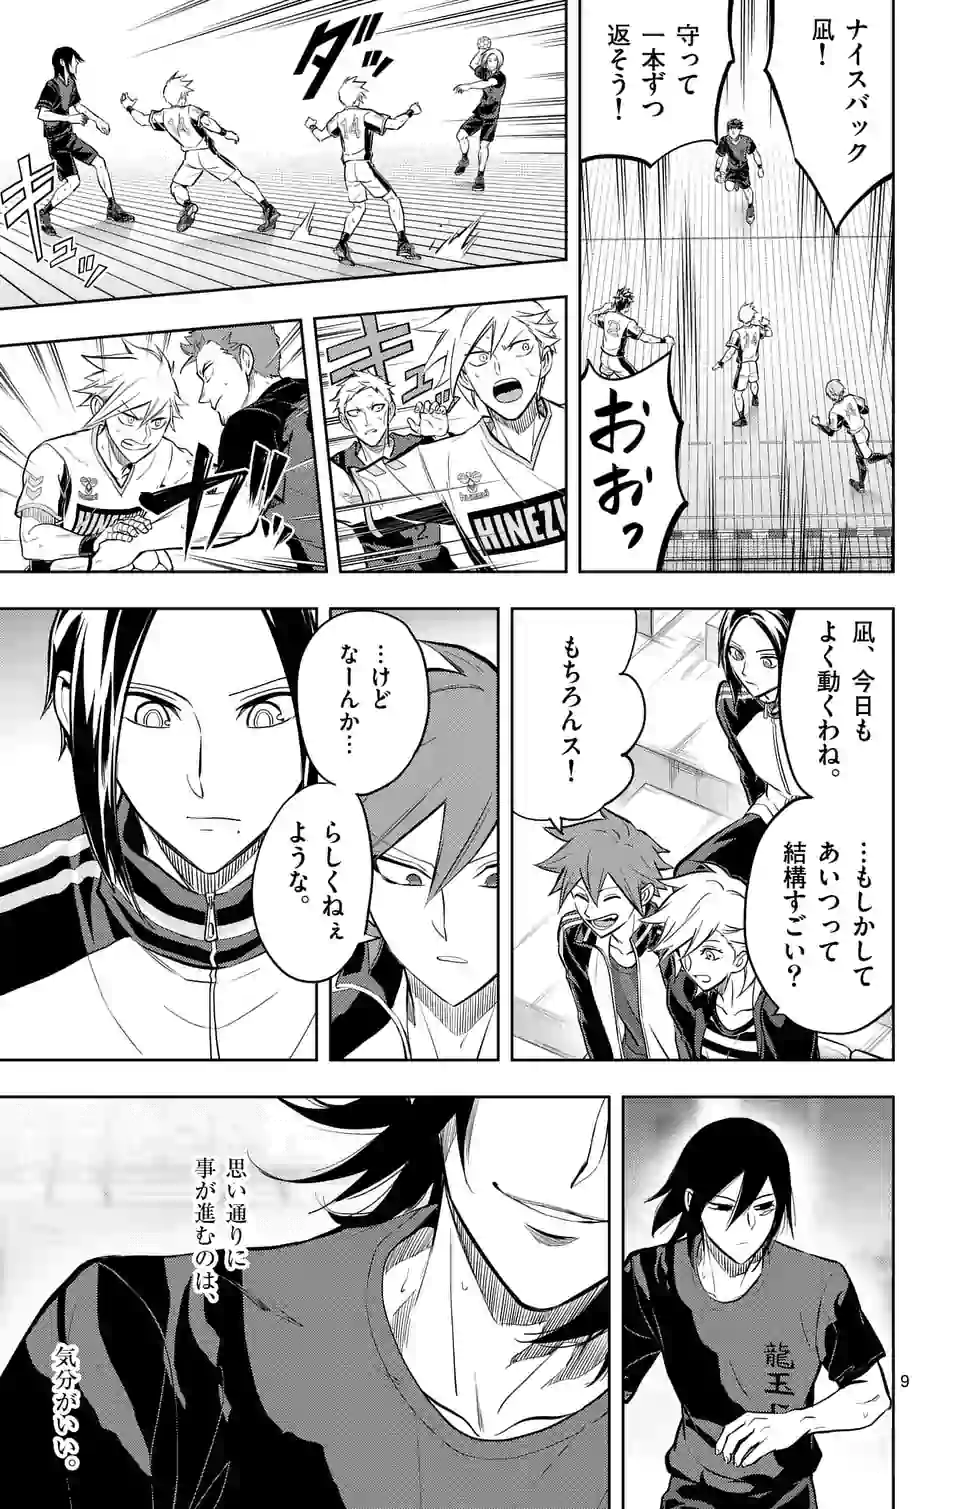 ナイスバック
凪！
守って
一本ずつ
返そう！
おおっ
ダッ
キュッ
HINEZU
キュッ
hummel
ガッ
HINEZU
hummel
凪、今日も
よく動くわね。
…もしかして
あいつって
結構すごい？
もちろんス！
…けど
なーんか…
らしくねぇ
ような。
龍玉
思い通りに
事が進むのは、
気分がいい。
9